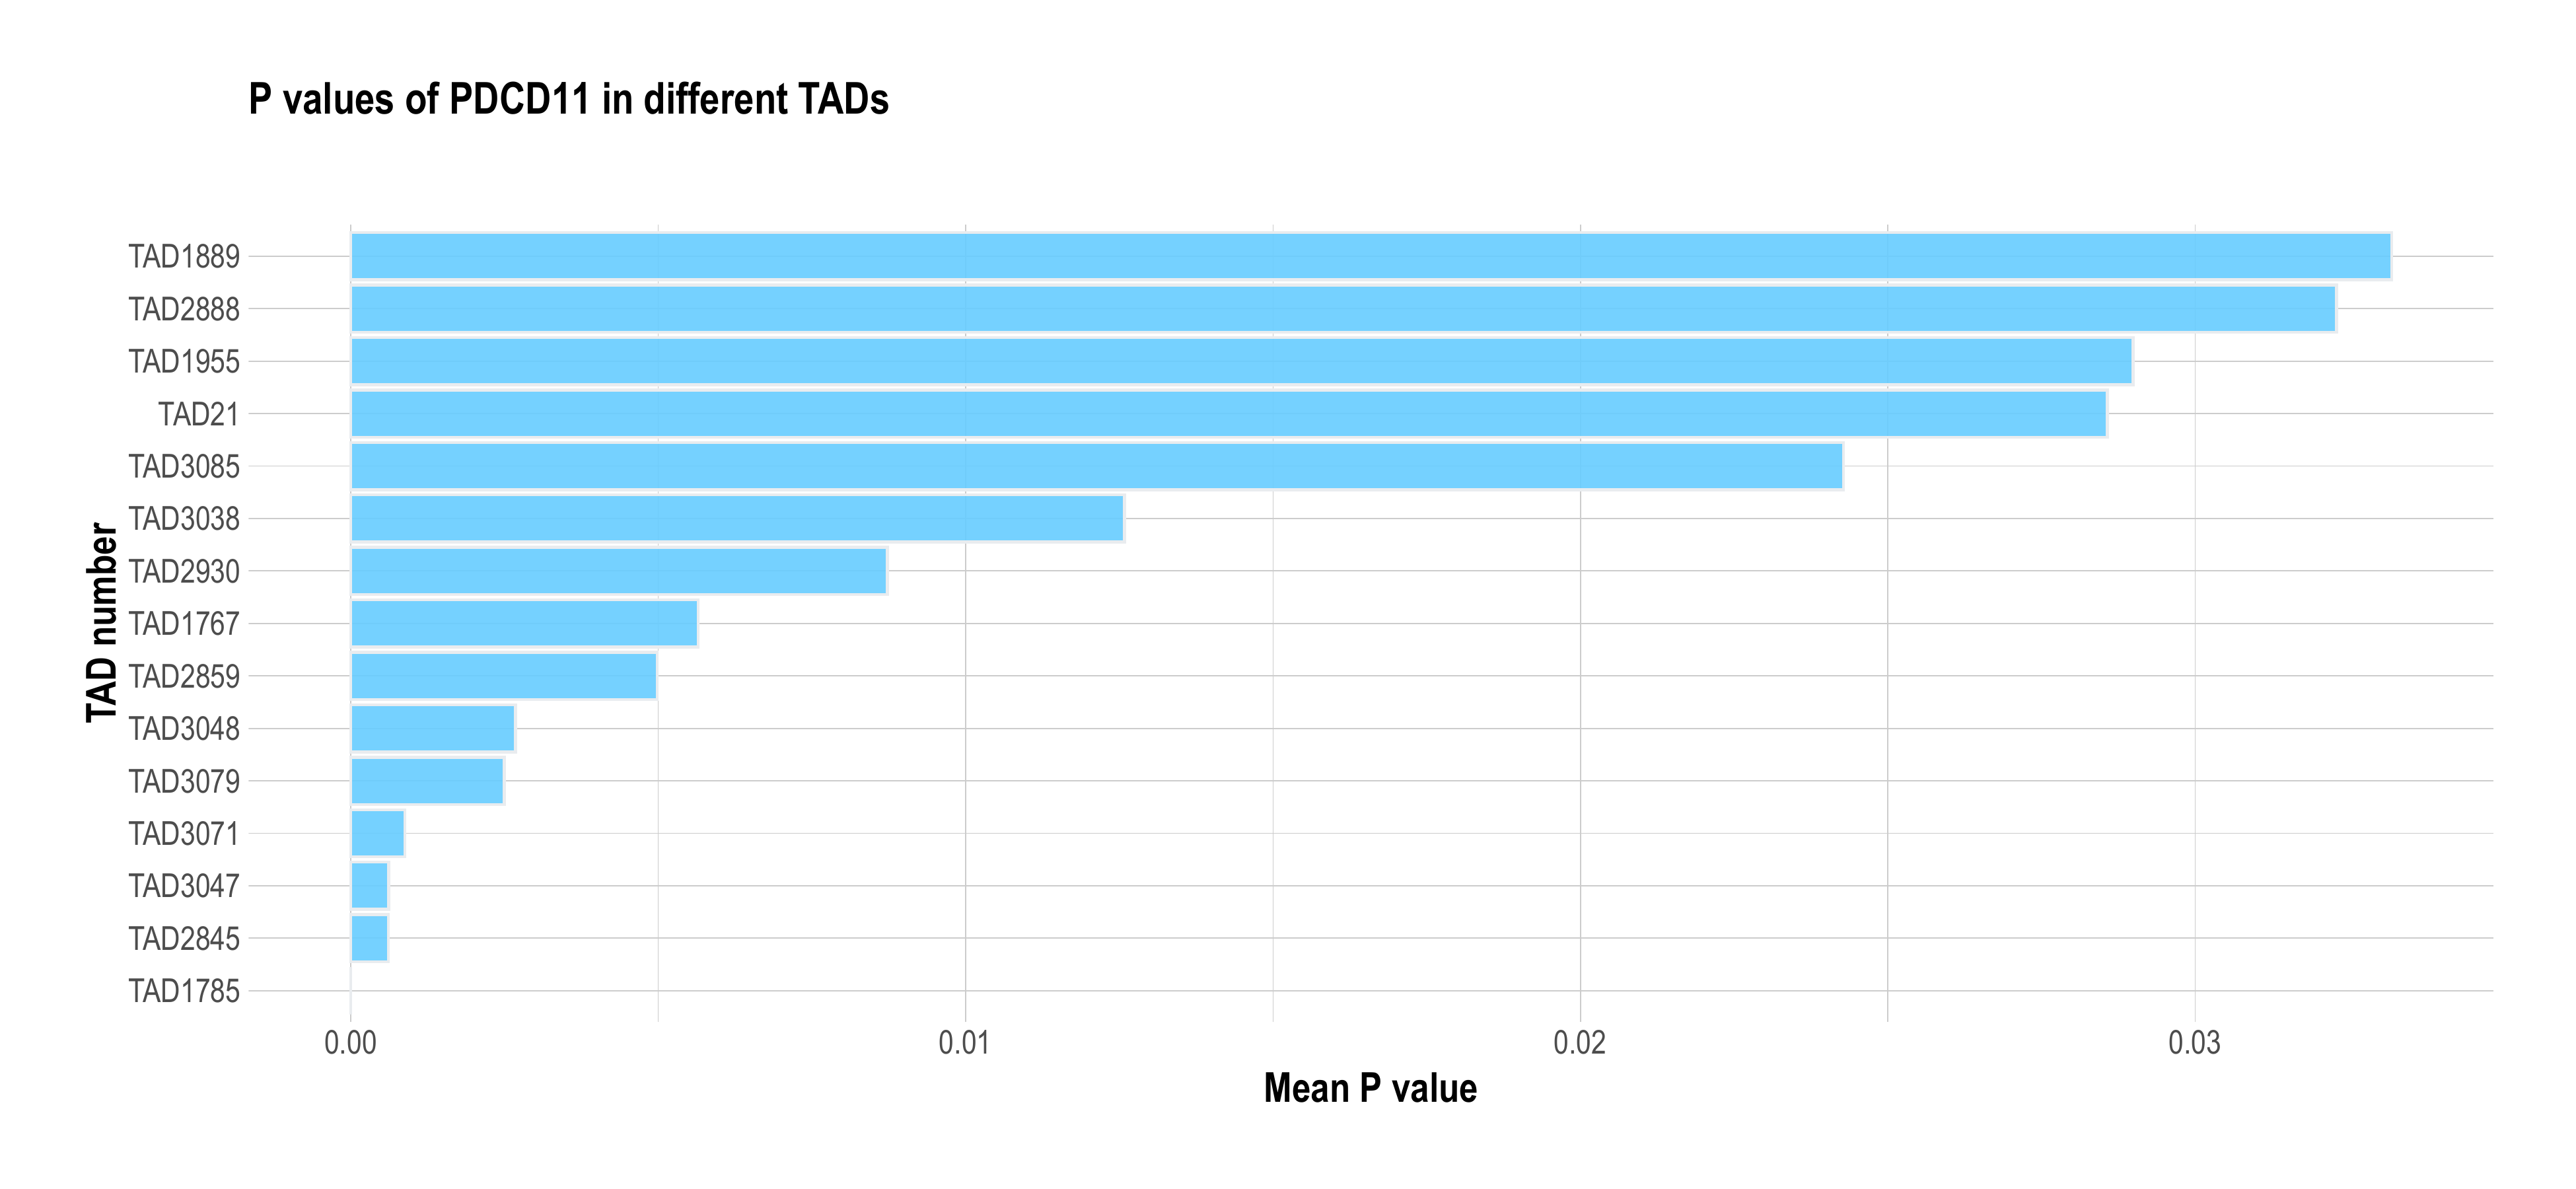 P values of PDCD11 in different TADs
TAD number
TAD1889
TAD2888
TAD1955
TAD21
TAD3085
TAD3038
TAD2930
TAD1767
TAD2859
TAD3048
TAD3079
TAD3071
TAD3047
TAD2845
TAD1785
0.00 0.01 0.02 0.03
Mean P value